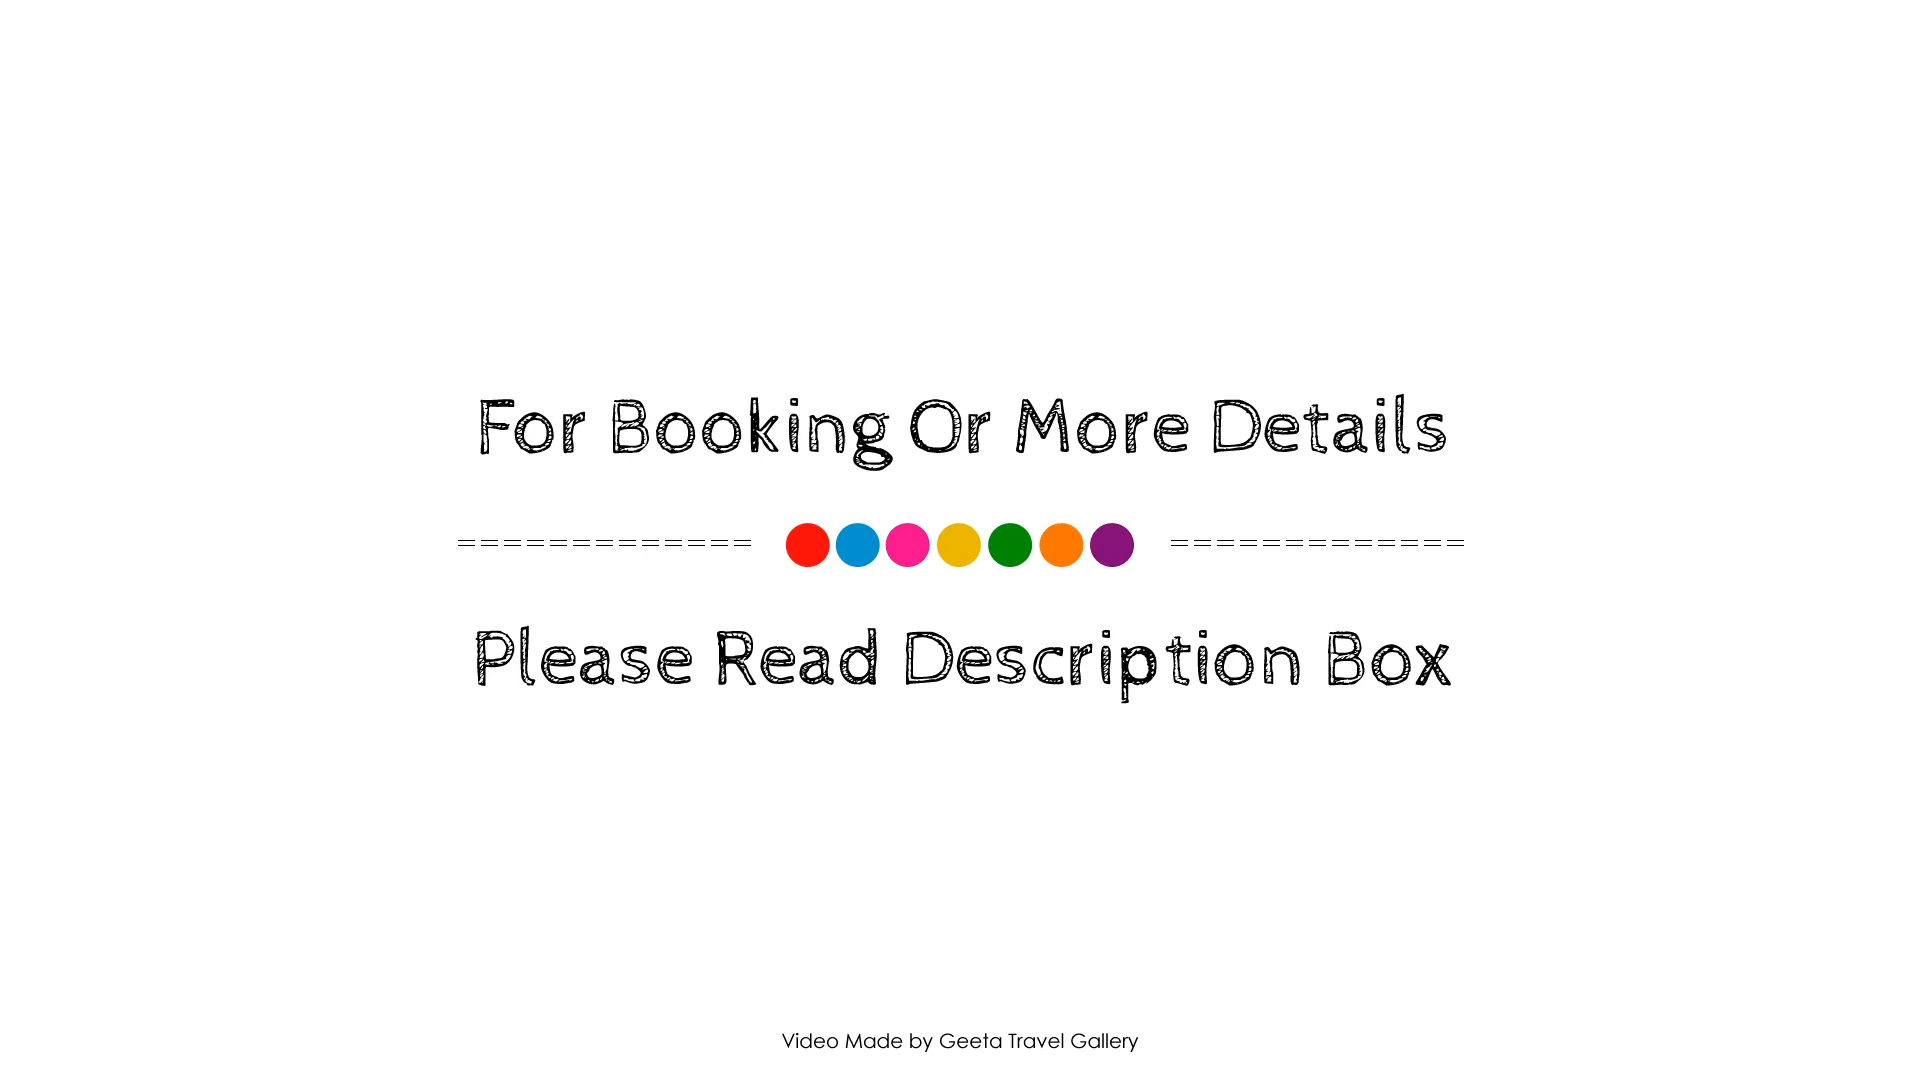 For Booking Or More Details
============= =============
Please Read Description Box
Video Made by Geeta Travel Gallery